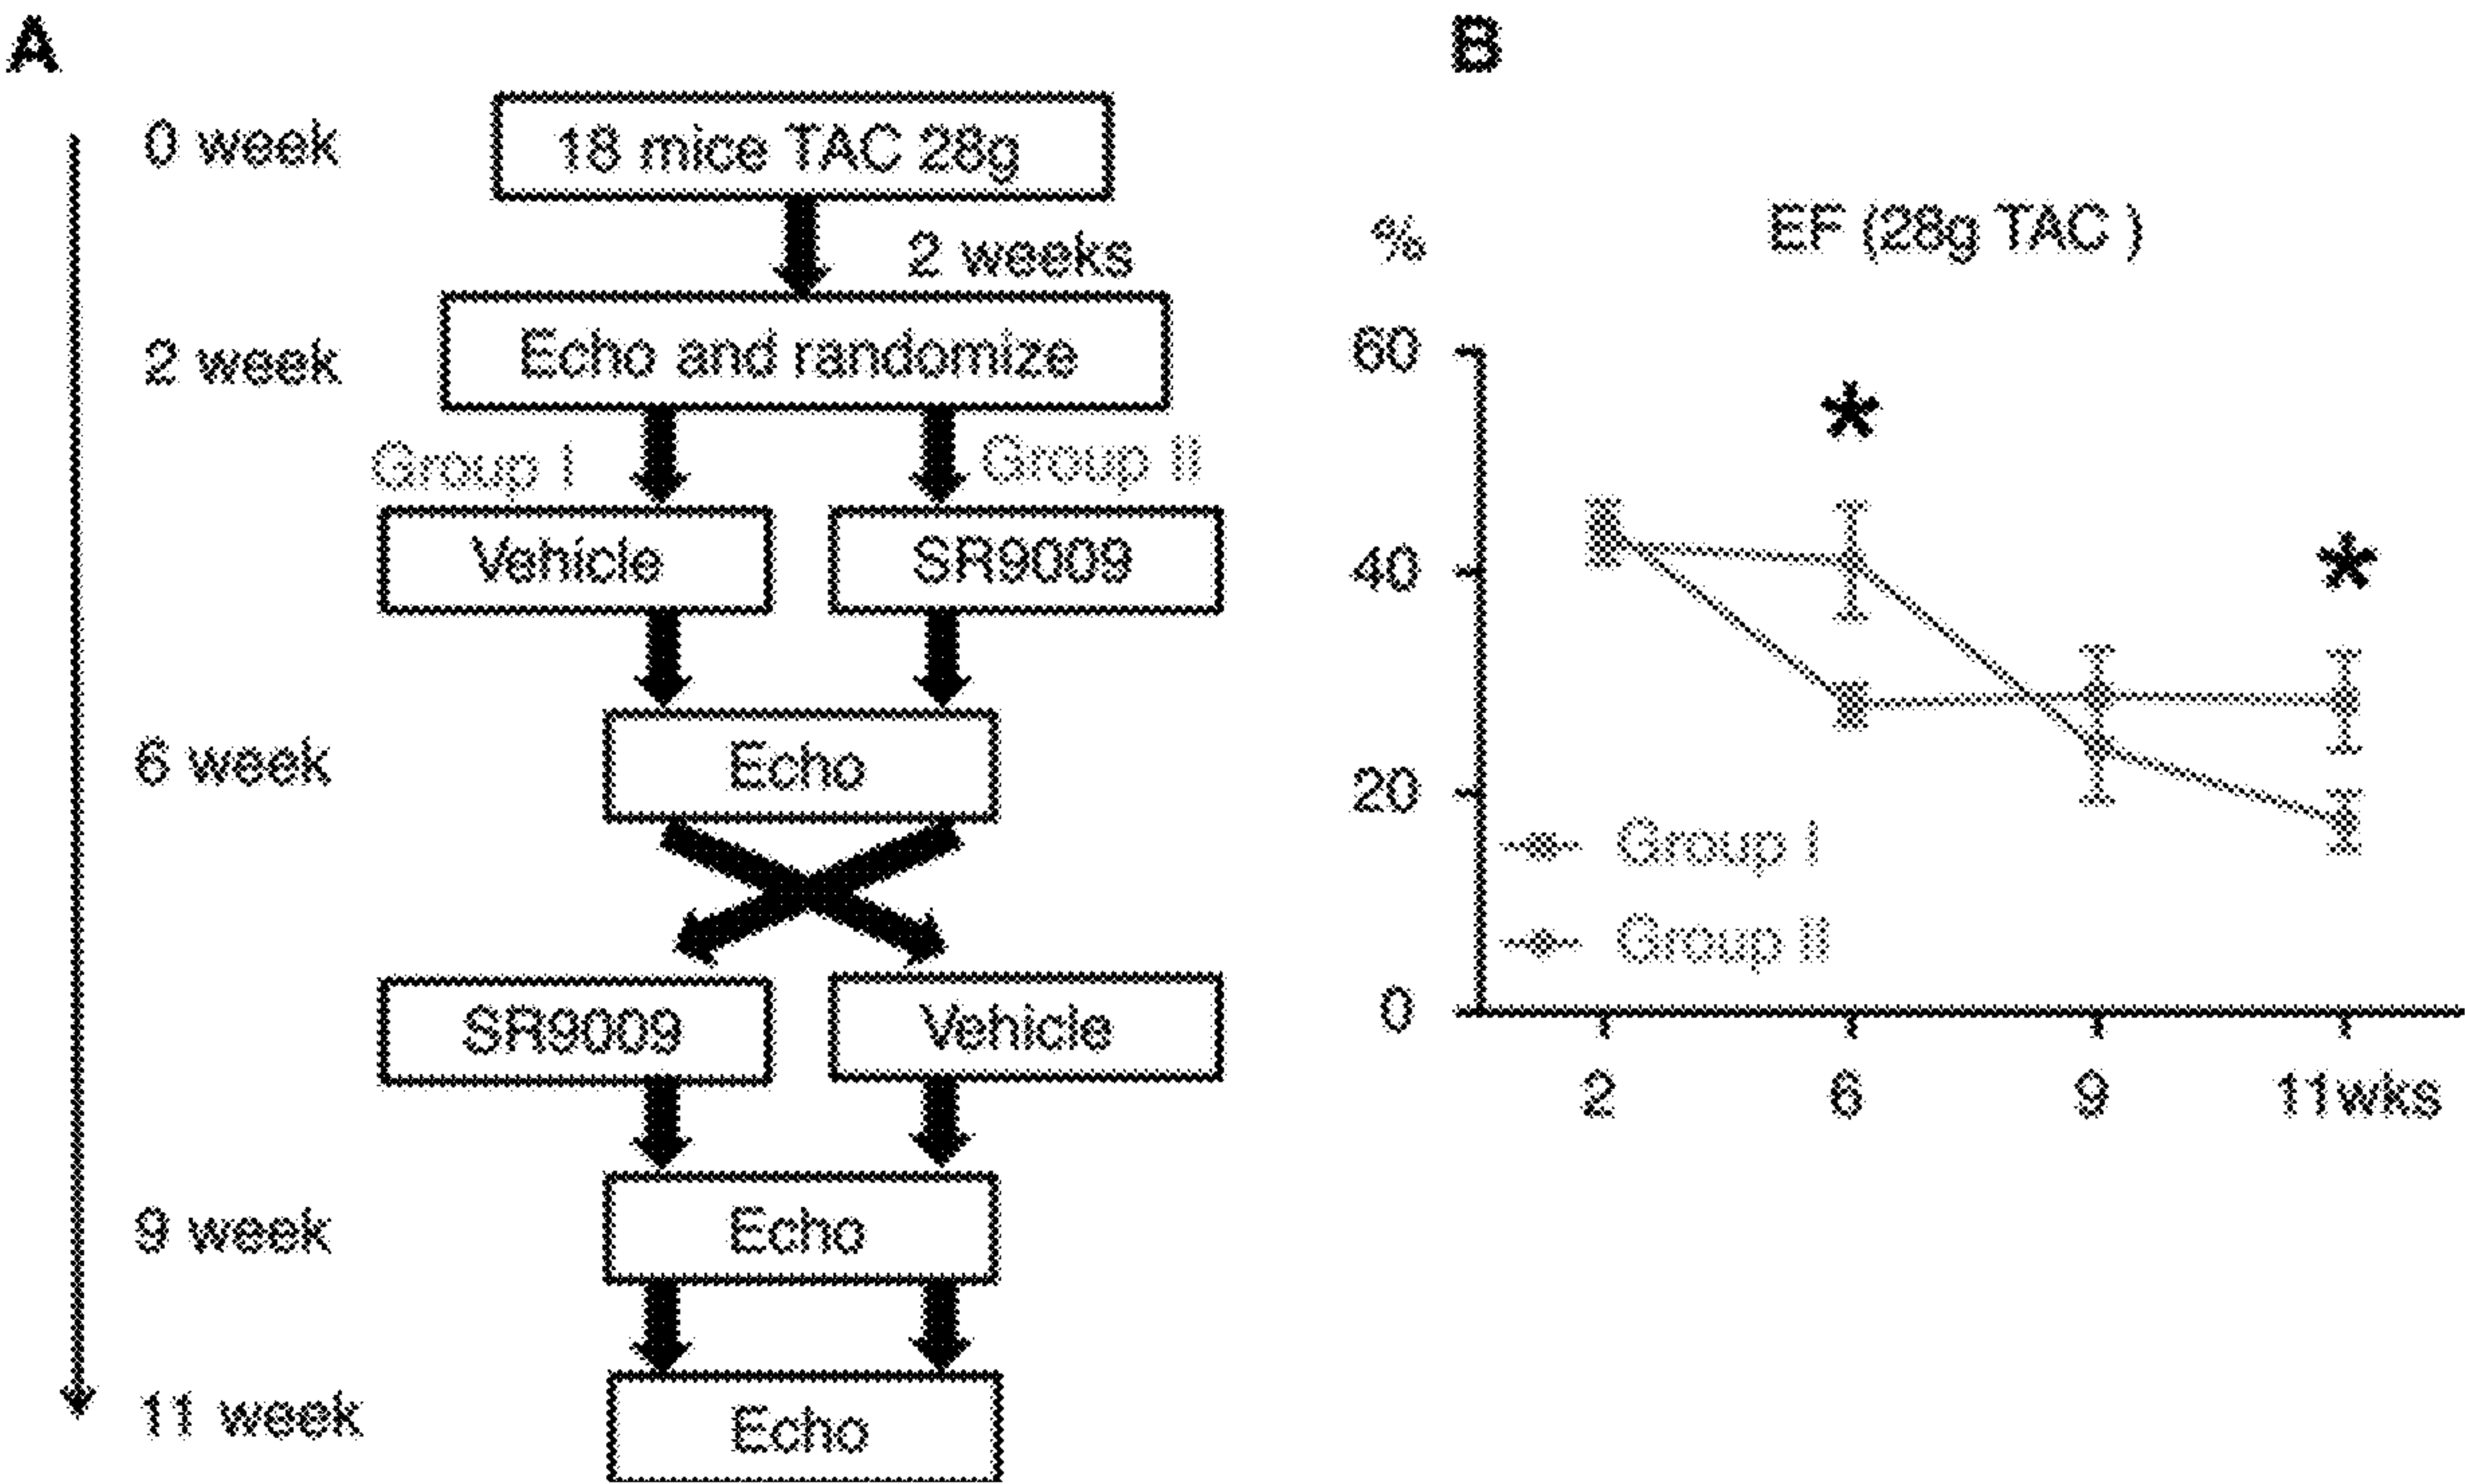 A
0 week
18 mice TAC 28g
2 weeks
2 week
Echo and randomize
Group I
Group II
Vehicle
SR9009
6 week
Echo
SR9009
Vehicle
9 week
Echo
11 week
Echo
B
%
EF (28g TAC )
60
*
*
40
20
Group I
Group II
0
2
6
9
11wks